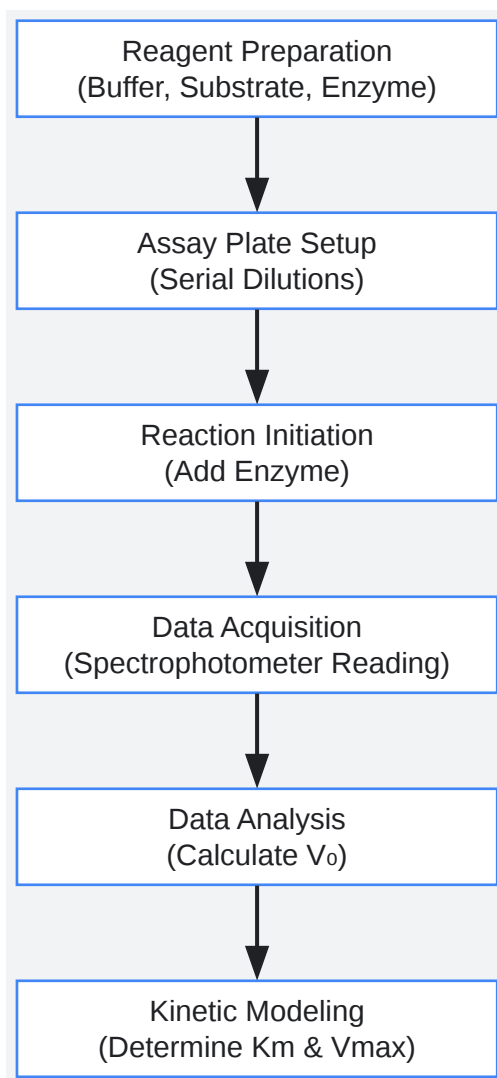 Reagent Preparation
(Buffer, Substrate, Enzyme)
Assay Plate Setup
(Serial Dilutions)
Reaction Initiation
(Add Enzyme)
Data Acquisition
(Spectrophotometer Reading)
Data Analysis
(Calculate V₀)
Kinetic Modeling
(Determine Km & Vmax)